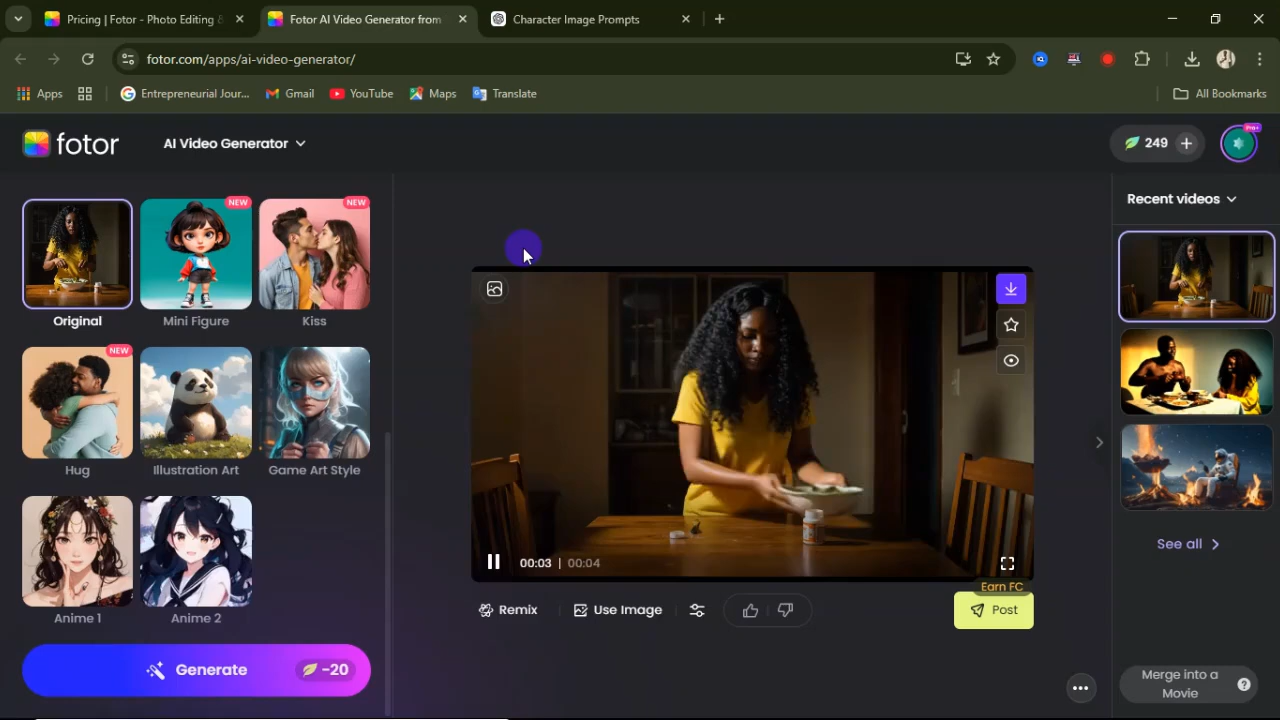 Pricing | Fotor - Photo Editing &
Fotor AI Video Generator from
Character Image Prompts
fotor.com/apps/ai-video-generator/
Apps
Entrepreneurial Jour...
Gmail
YouTube
Maps
Translate
All Bookmarks
fotor
AI Video Generator
249
Pro+
Recent videos
NEW
NEW
Original
Mini Figure
Kiss
NEW
Hug
Illustration Art
Game Art Style
Anime 1
Anime 2
Generate
-20
00:03 | 00:04
Earn FC
Remix
Use Image
Post
See all
Merge into a
Movie
?